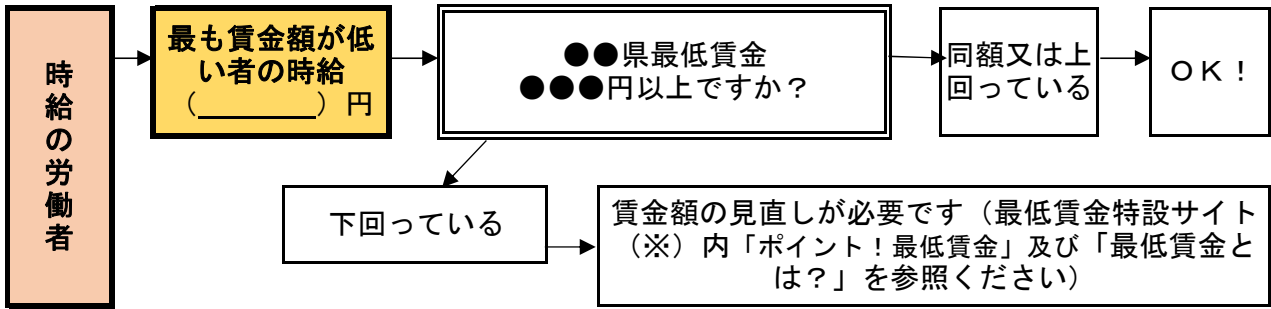 時給の労働者
最も賃金額が低
い者の時給
（＿＿＿＿）円
●●県最低賃金
●●●円以上ですか？
同額又は上
回っている
ＯＫ！
下回っている
賃金額の見直しが必要です（最低賃金特設サイト
（※）内「ポイント！最低賃金」及び「最低賃金と
は？」を参照ください）